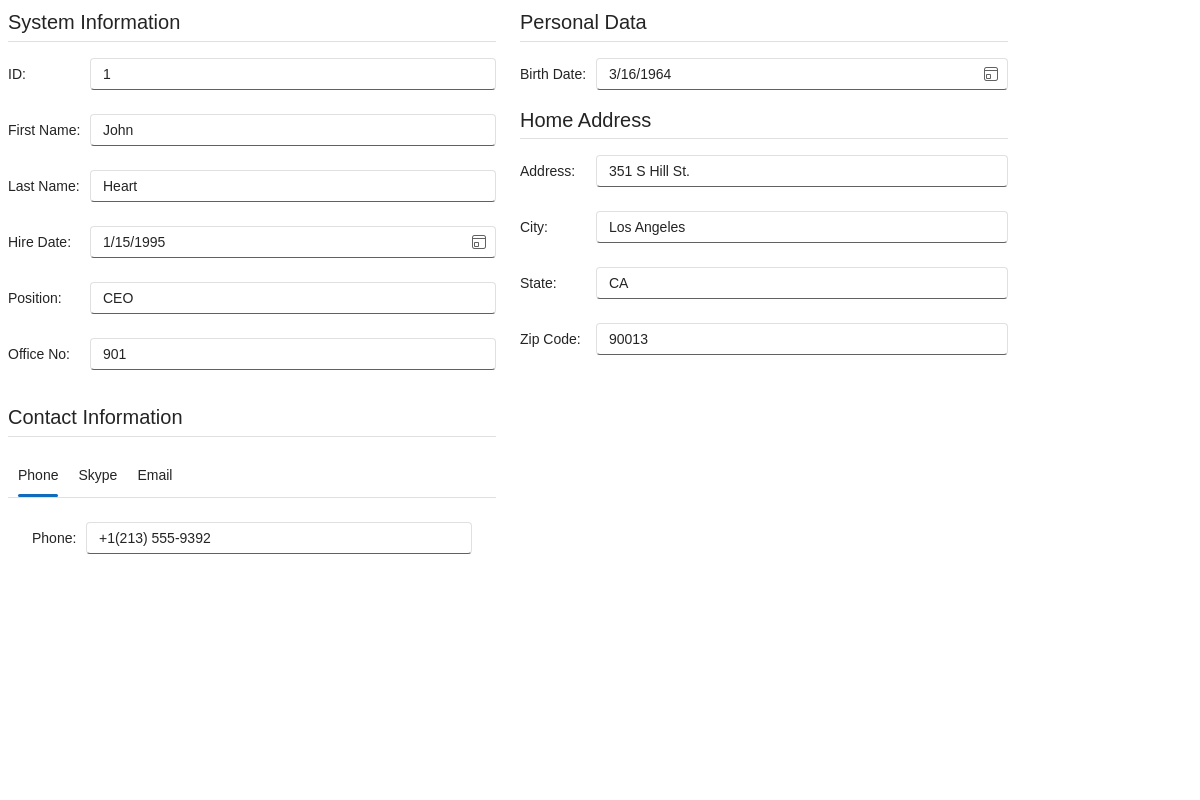 System Information
ID: 1
First Name: John
Last Name: Heart
Hire Date: 1/15/1995
Position: CEO
Office No: 901
Contact Information
Phone Skype Email
Phone: +1(213) 555-9392
Personal Data
Birth Date: 3/16/1964
Home Address
Address: 351 S Hill St.
City: Los Angeles
State: CA
Zip Code: 90013